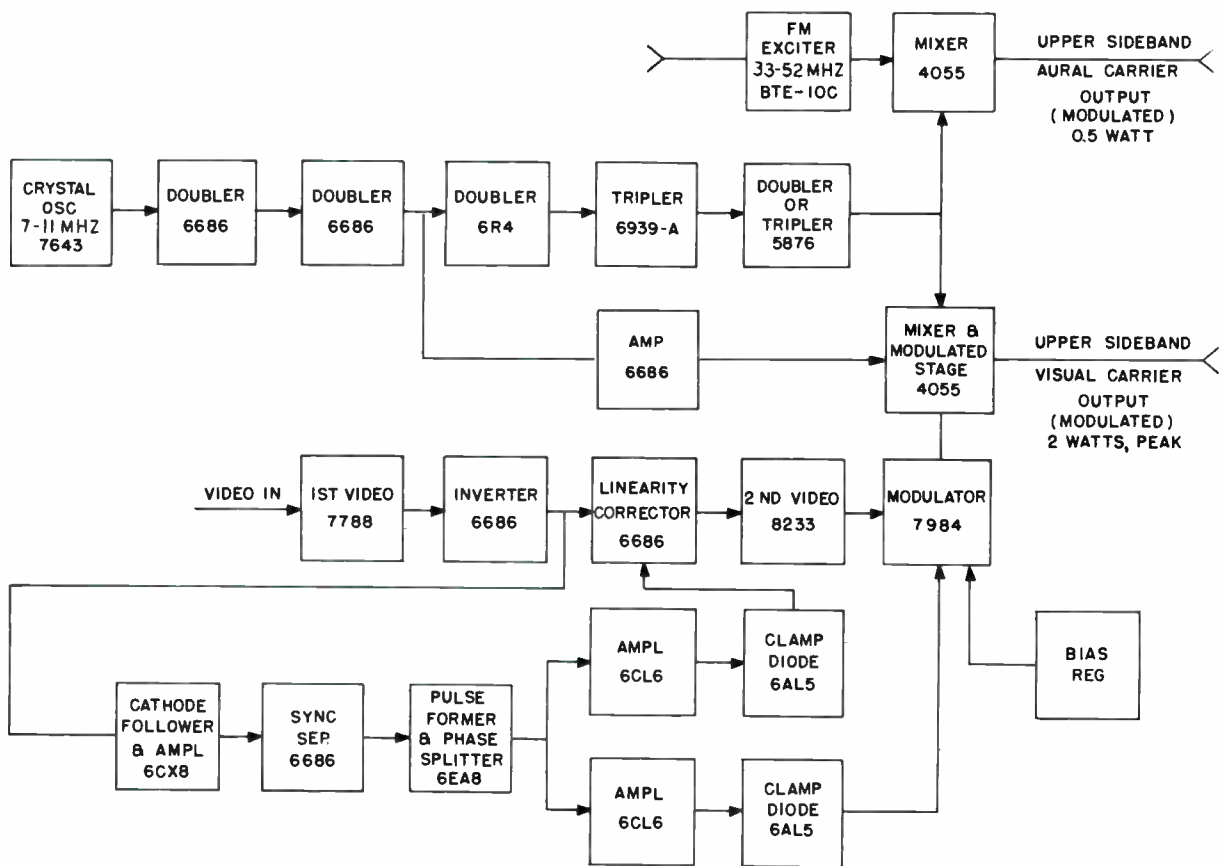 FM
EXCITER
33-52 MHZ
BTE-10C
MIXER
4055
UPPER SIDEBAND
AURAL CARRIER
OUTPUT
(MODULATED)
0.5 WATT
CRYSTAL
OSC
7-11 MHZ
7643
DOUBLER
6686
DOUBLER
6686
DOUBLER
6R4
TRIPLER
6939-A
DOUBLER
OR
TRIPLER
5876
AMP
6686
MIXER &
MODULATED
STAGE
4055
UPPER SIDEBAND
VISUAL CARRIER
OUTPUT
(MODULATED)
2 WATTS, PEAK
VIDEO IN
1ST VIDEO
7788
INVERTER
6686
LINEARITY
CORRECTOR
6686
2 ND VIDEO
8233
MODULATOR
7984
AMPL
6CL6
CLAMP
DIODE
6AL5
BIAS
REG
CATHODE
FOLLOWER
& AMPL
6CX8
SYNC
SEP.
6686
PULSE
FORMER
& PHASE
SPLITTER
6EA8
AMPL
6CL6
CLAMP
DIODE
6AL5